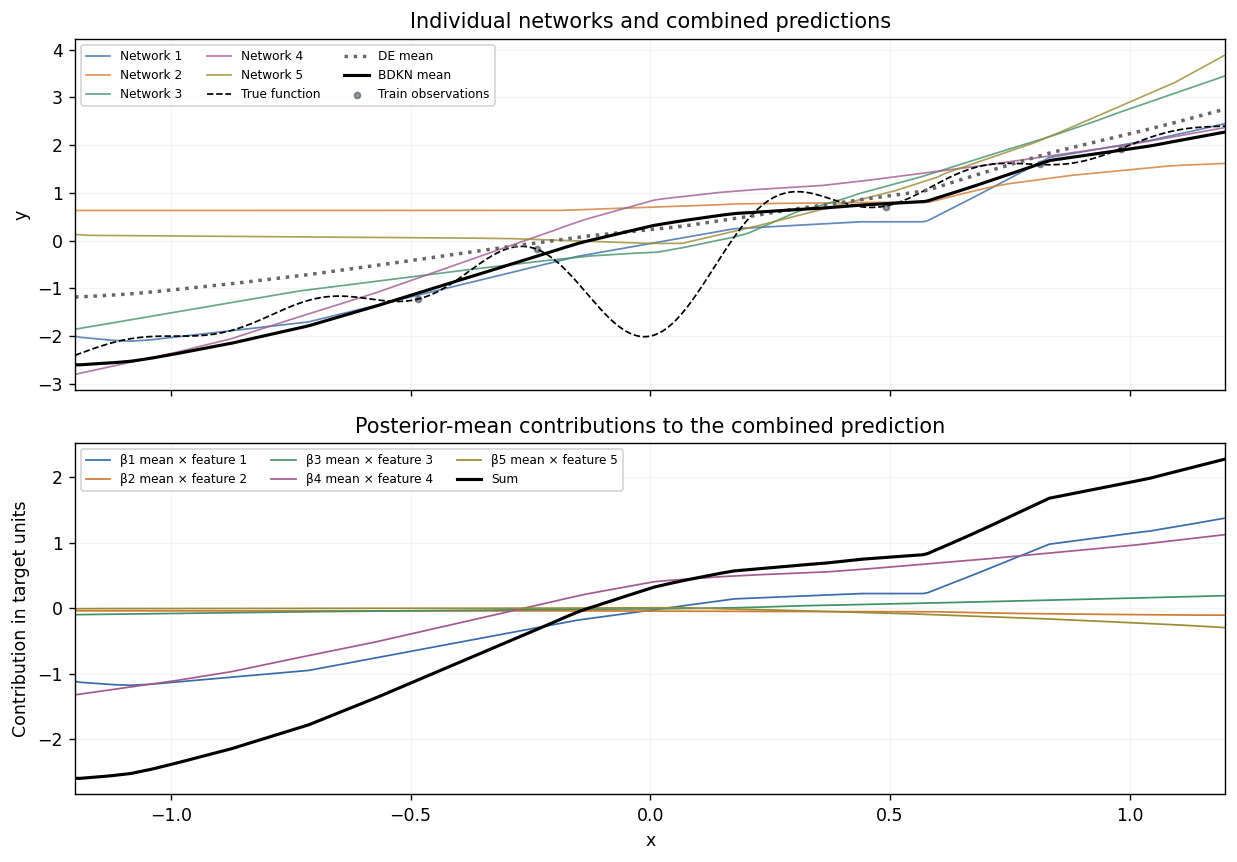 Individual networks and combined predictions
Network 1
Network 2
Network 3
Network 4
Network 5
True function
DE mean
BDKN mean
Train observations
4
3
2
1
0
−1
−2
−3
y
Posterior-mean contributions to the combined prediction
β1 mean × feature 1
β2 mean × feature 2
β3 mean × feature 3
β4 mean × feature 4
β5 mean × feature 5
Sum
2
1
0
−1
−2
Contribution in target units
−1.0
−0.5
0.0
0.5
1.0
x